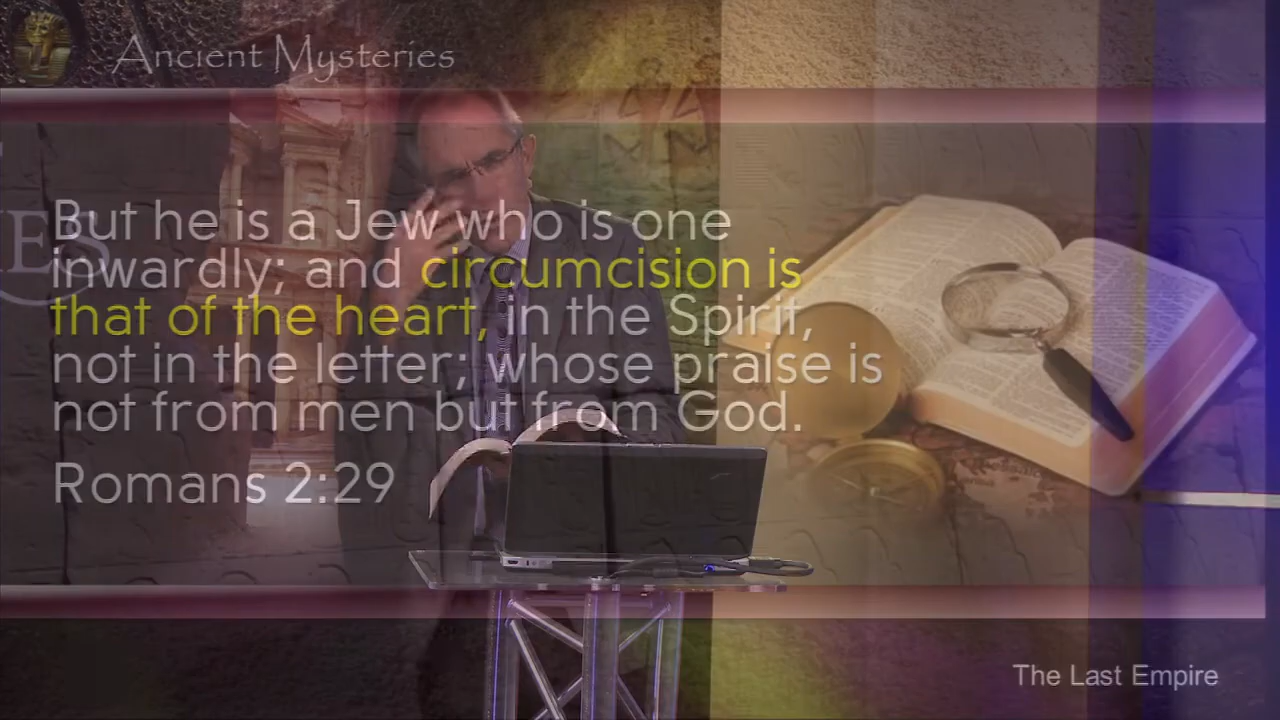 Ancient Mysteries
But he is a Jew who is one
inwardly; and circumcision is
that of the heart, in the Spirit,
not in the letter; whose praise is
not from men but from God.
Romans 2:29
The Last Empire